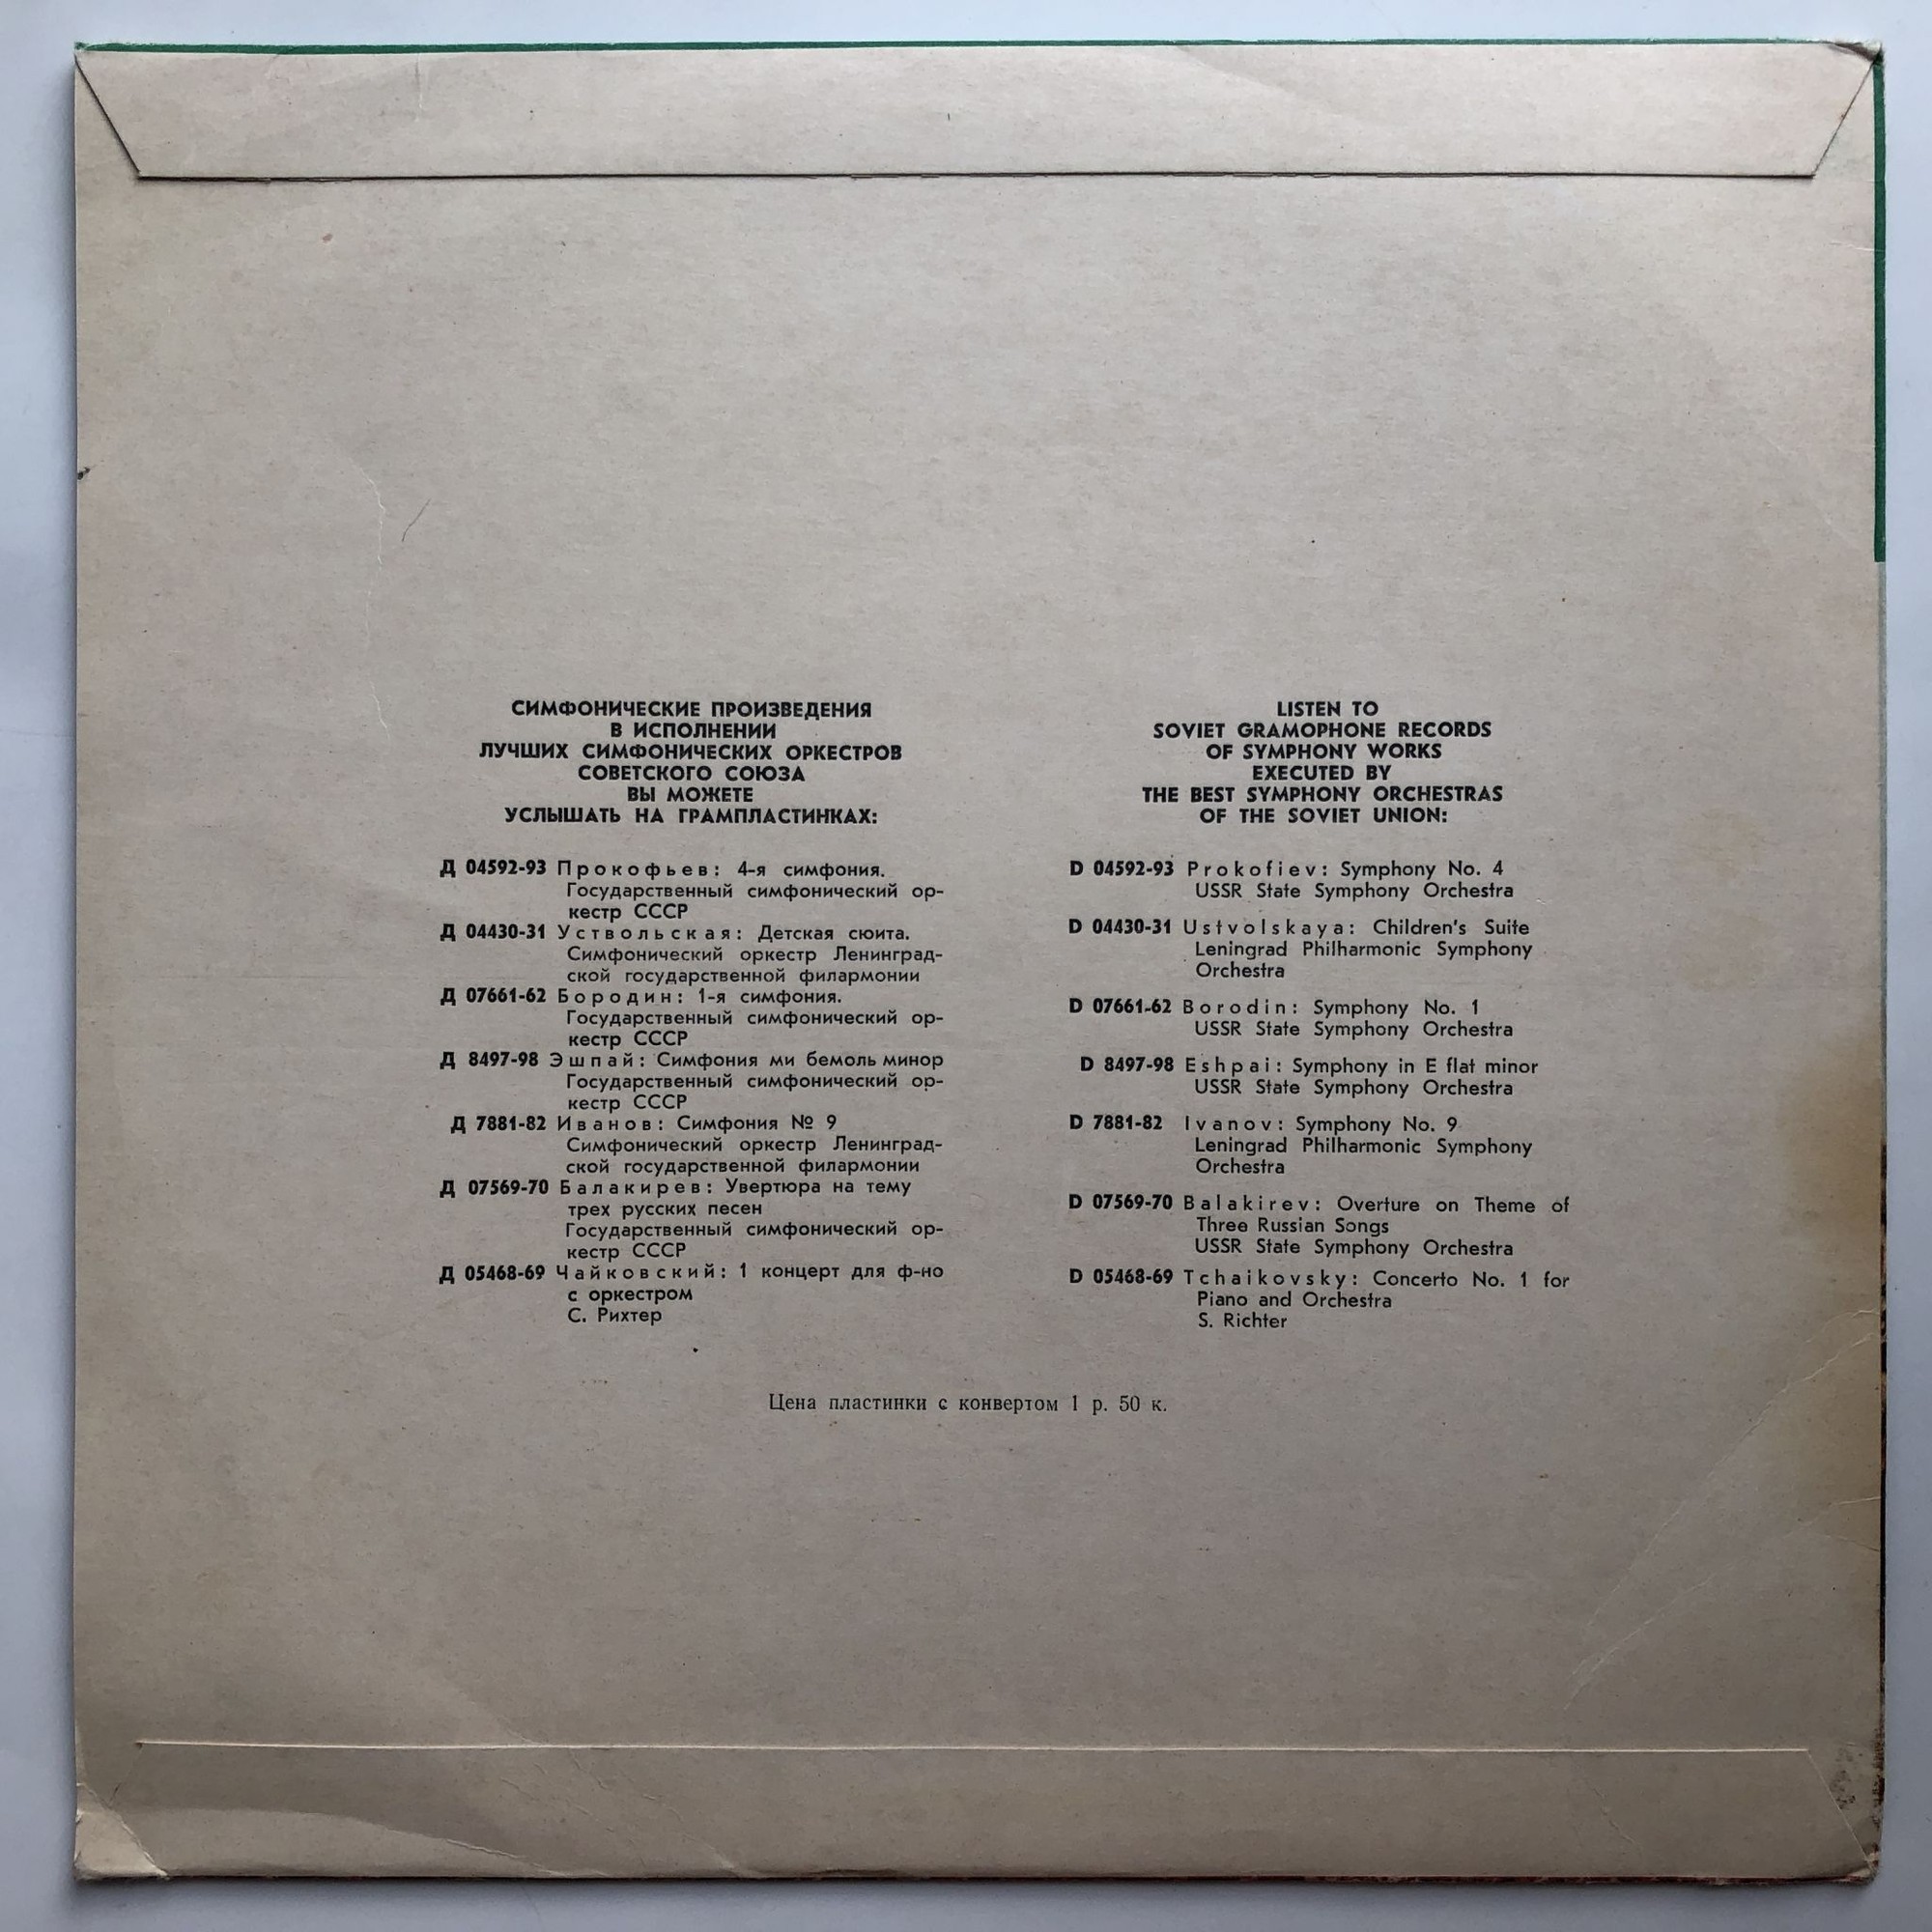 СИМФОНИЧЕСКИЕ ПРОИЗВЕДЕНИЯ
В ИСПОЛНЕНИИ
ЛУЧШИХ СИМФОНИЧЕСКИХ ОРКЕСТРОВ
СОВЕТСКОГО СОЮЗА
ВЫ МОЖЕТЕ
УСЛЫШАТЬ НА ГРАМПЛАСТИНКАХ:
Д 04592-93 Прокофьев: 4-я симфония.
Государственный симфонический ор-
кестр СССР
Д 04430-31 Уствольская: Детская сюита.
Симфонический оркестр Ленинград-
ской государственной филармонии
Д 07661-62 Бородин: 1-я симфония.
Государственный симфонический ор-
кестр СССР
Д 8497-98 Эшпай: Симфония ми бемоль минор
Государственный симфонический ор-
кестр СССР
Д 7881-82 Иванов: Симфония № 9
Симфонический оркестр Ленинград-
ской государственной филармонии
Д 07569-70 Балакирев: Увертюра на тему
трех русских песен
Государственный симфонический ор-
кестр СССР
Д 05468-69 Чайковский: 1 концерт для ф-но
с оркестром
С. Рихтер
LISTEN TO
SOVIET GRAMOPHONE RECORDS
OF SYMPHONY WORKS
EXECUTED BY
THE BEST SYMPHONY ORCHESTRAS
OF THE SOVIET UNION:
D 04592-93 Prokofiev: Symphony No. 4
USSR State Symphony Orchestra
D 04430-31 Ustvolskaya: Children's Suite
Leningrad Philharmonic Symphony
Orchestra
D 07661-62 Borodin: Symphony No. 1
USSR State Symphony Orchestra
D 8497-98 Eshpai: Symphony in E flat minor
USSR State Symphony Orchestra
D 7881-82 Ivanov: Symphony No. 9
Leningrad Philharmonic Symphony
Orchestra
D 07569-70 Balakirev: Overture on Theme of
Three Russian Songs
USSR State Symphony Orchestra
D 05468-69 Tchaikovsky: Concerto No. 1 for
Piano and Orchestra
S. Richter
Цена пластинки с конвертом 1 р. 50 к.